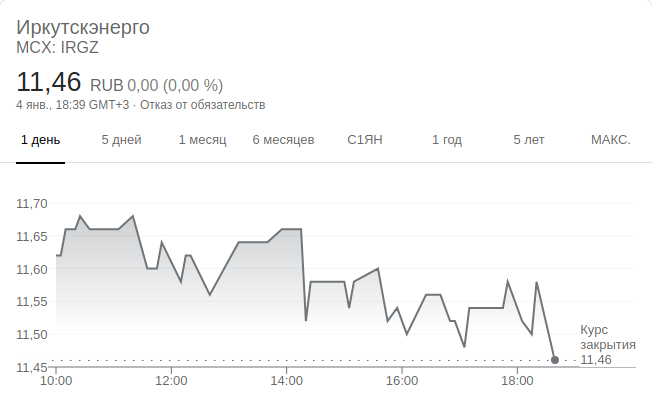 Иркутскэнерго
MCX: IRGZ
11,46 RUB 0,00 (0,00 %)
4 янв., 18:39 GMT+3 · Отказ от обязательств
1 день 5 дней 1 месяц 6 месяцев С1ЯН 1 год 5 лет МАКС.
11,70
11,65
11,60
11,55
11,50
11,45
Курс
закрытия
11,46
10:00 12:00 14:00 16:00 18:00